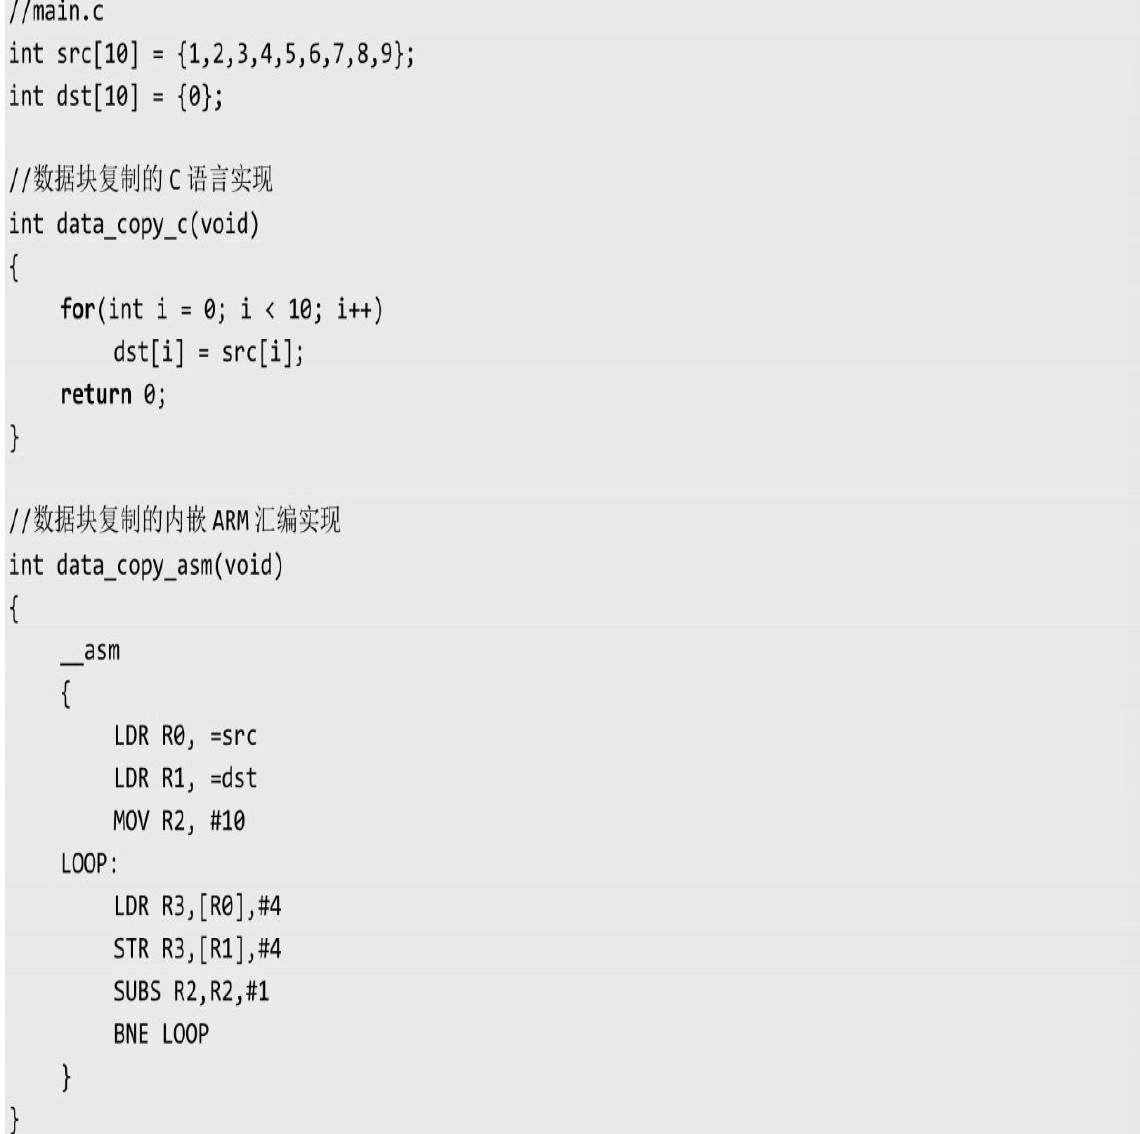 //main.c
int src[10] = {1,2,3,4,5,6,7,8,9};
int dst[10] = {0};
//数据块复制的 C 语言实现
int data_copy_c(void)
{
for(int i = 0; i < 10; i++)
dst[i] = src[i];
return 0;
}
//数据块复制的内嵌 ARM 汇编实现
int data_copy_asm(void)
{
__asm
{
LDR R0, =src
LDR R1, =dst
MOV R2, #10
LOOP:
LDR R3,[R0],#4
STR R3,[R1],#4
SUBS R2,R2,#1
BNE LOOP
}
}